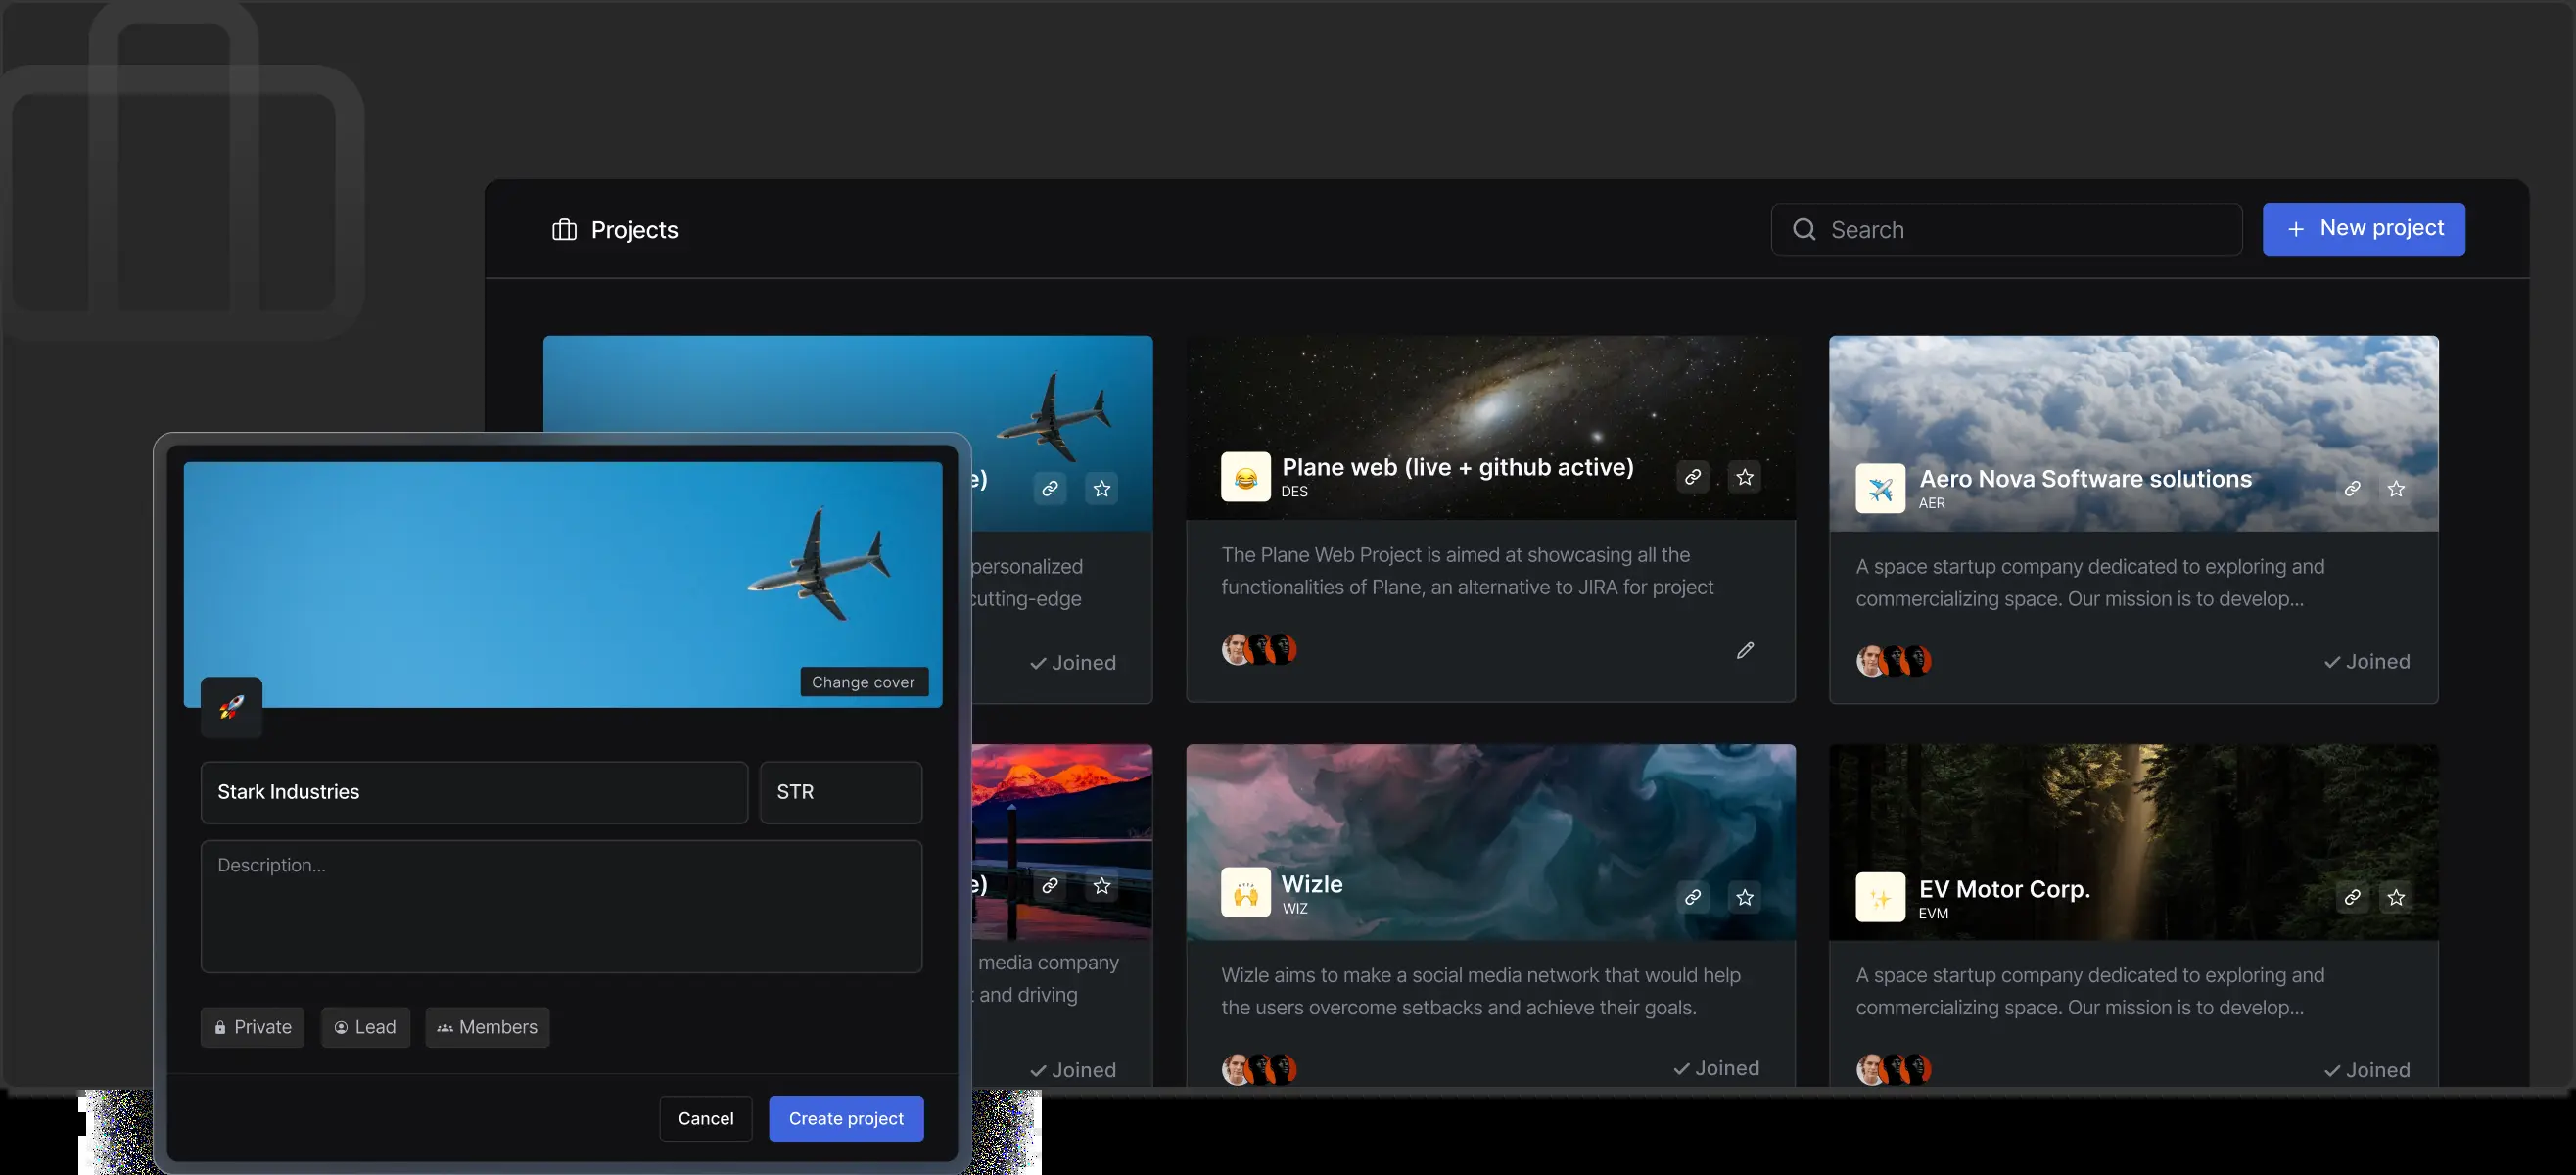 Projects
Search
New project
e)
personalized
cutting-edge
Joined
Plane web (live + github active)
DES
The Plane Web Project is aimed at showcasing all the
functionalities of Plane, an alternative to JIRA for project
Aero Nova Software solutions
AER
A space startup company dedicated to exploring and
commercializing space. Our mission is to develop...
Joined
e)
media company
and driving
Joined
Wizle
WIZ
Wizle aims to make a social media network that would help
the users overcome setbacks and achieve their goals.
Joined
EV Motor Corp.
EVM
A space startup company dedicated to exploring and
commercializing space. Our mission is to develop...
Joined
Change cover
Stark Industries
STR
Description...
Private Lead Members
Cancel Create project